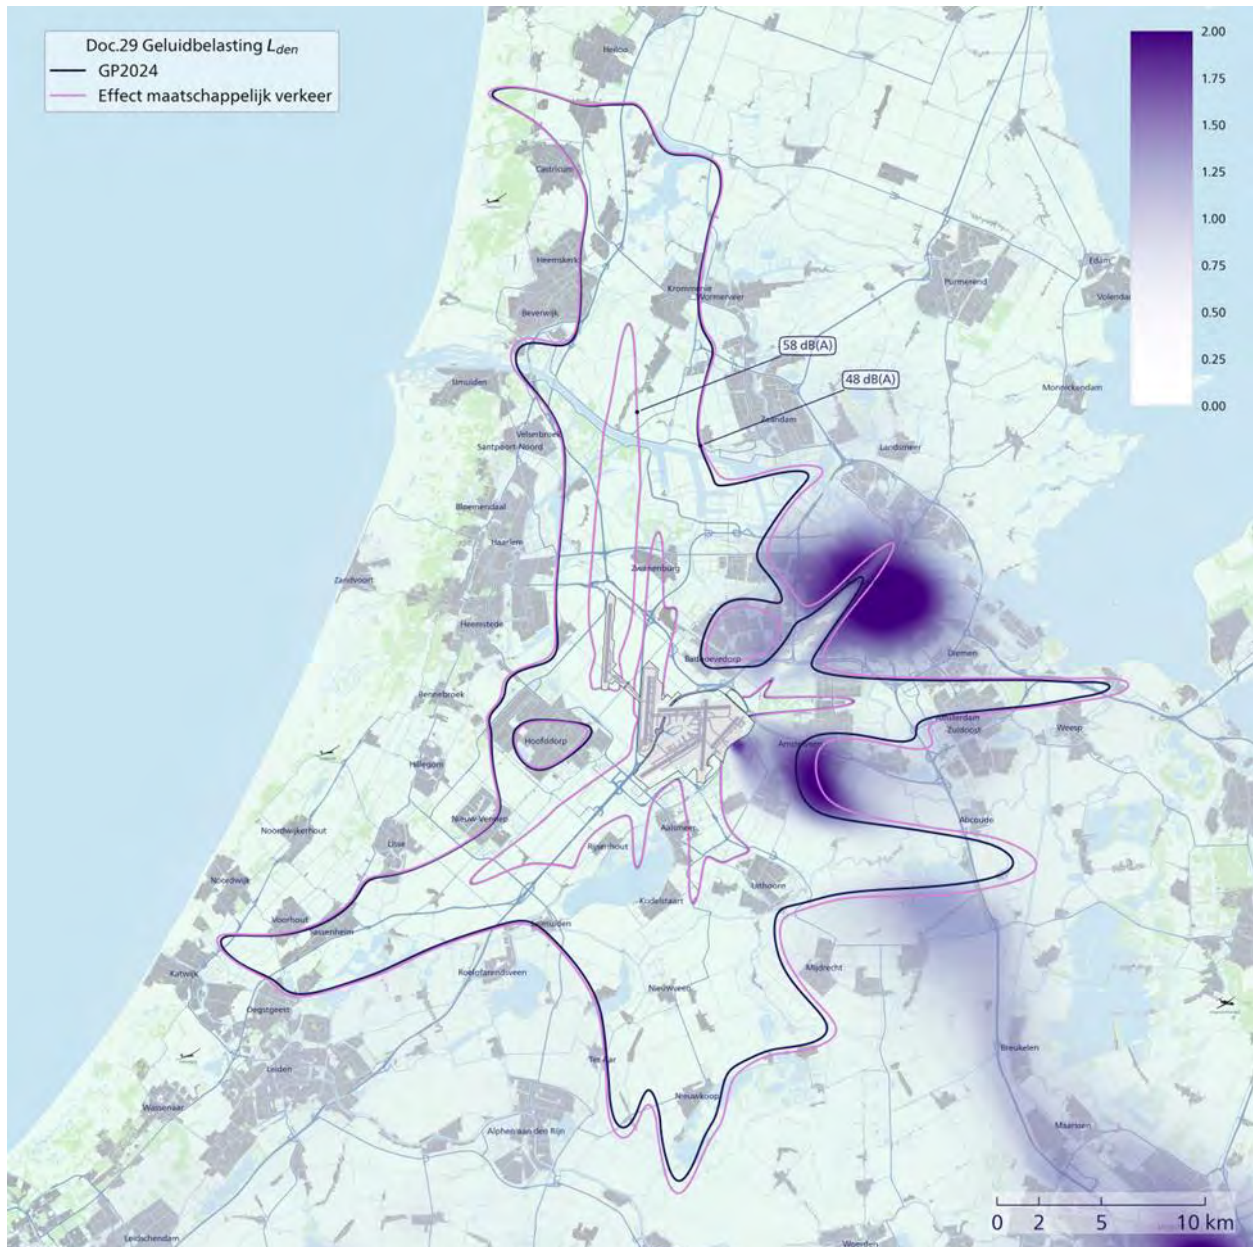 Doc.29 Geluidbelasting Lden
GP2024
Effect maatschappelijk verkeer
2.00
1.75
1.50
1.25
1.00
0.75
0.50
0.25
0.00
Heiloo
Castricum
Heemskerk
Beverwijk
Krommenie
Wormerveer
Purmerend
Edam
Volendam
58 dB(A)
48 dB(A)
IJmuiden
Monnickendam
Zaandam
Velserbroek
Santpoort-Noord
Landsmeer
Bloemendaal
Haarlem
Zwanenburg
Zandvoort
Heemstede
Badhoevedorp
Diemen
Bennebroek
Amsterdam
Zuidoost
Weesp
Hoofddorp
Amstelveen
Hillegom
Nieuw-Vennep
Abcoude
Noordwijkerhout
Aalsmeer
Lisse
Rijsenhout
Noordwijk
Uithoorn
Kudelstaart
Voorhout
Sassenheim
Katwijk
Roelofarendsveen
Mijdrecht
Nieuwveen
Oegstgeest
Breukelen
Ter Aar
Leiden
Wassenaar
Nieuwkoop
Alphen aan den Rijn
Maarssen
0 2 5 10 km
Leidschendam
Woerden